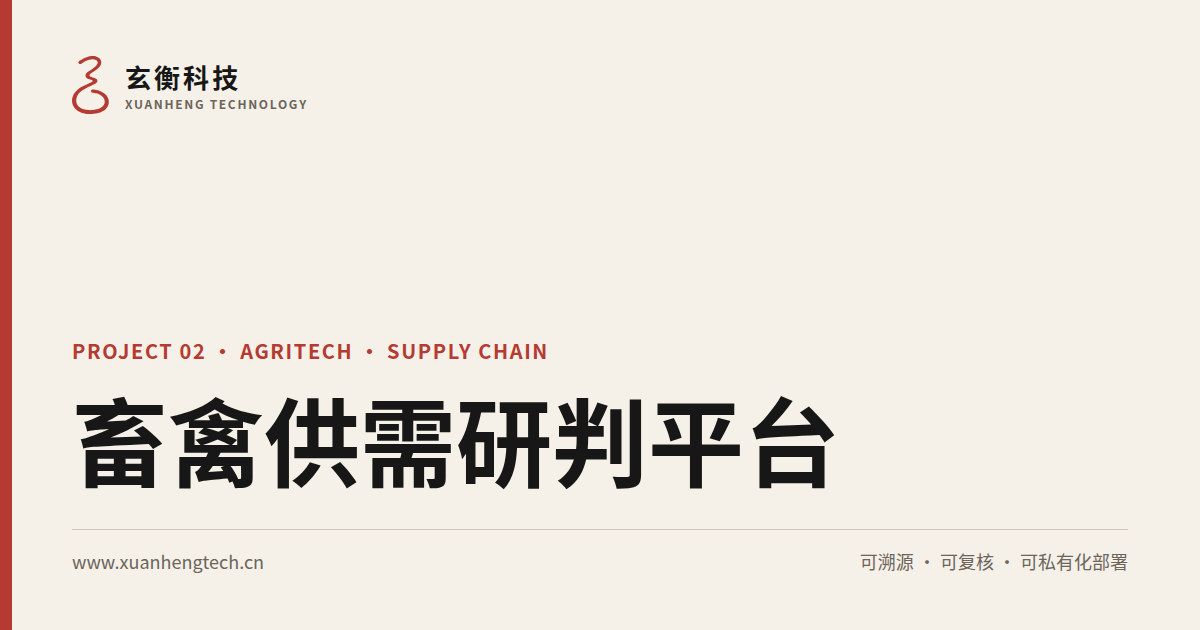 玄衡科技
XUANHENG TECHNOLOGY
PROJECT 02 · AGRITECH · SUPPLY CHAIN
畜禽供需研判平台
www.xuanhengtech.cn
可溯源 · 可复核 · 可私有化部署